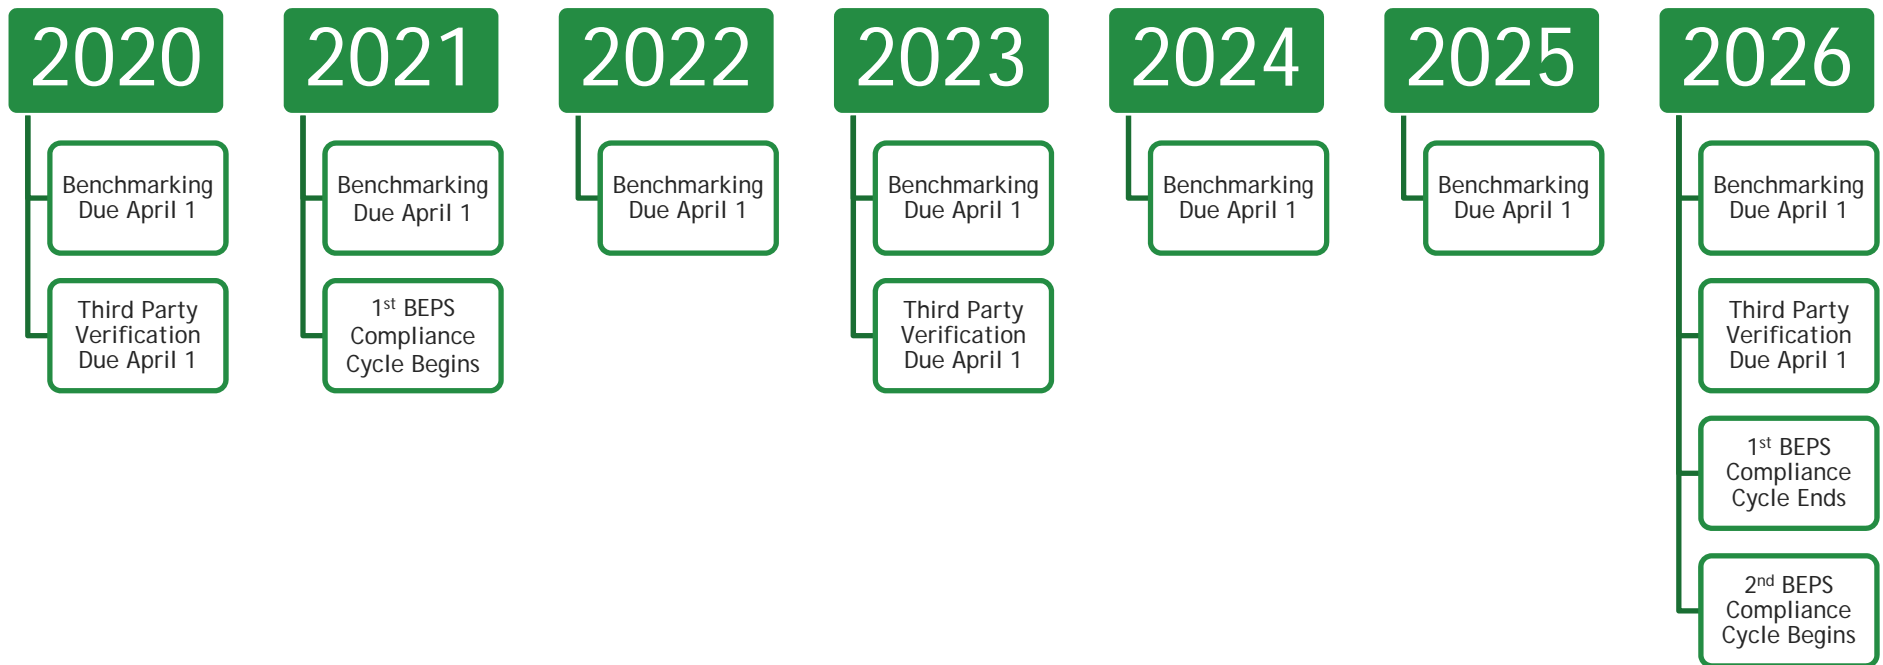 2020
Benchmarking
Due April 1
Third Party
Verification
Due April 1
2021
Benchmarking
Due April 1
1st BEPS
Compliance
Cycle Begins
2022
Benchmarking
Due April 1
2023
Benchmarking
Due April 1
Third Party
Verification
Due April 1
2024
Benchmarking
Due April 1
2025
Benchmarking
Due April 1
2026
Benchmarking
Due April 1
Third Party
Verification
Due April 1
1st BEPS
Compliance
Cycle Ends
2nd BEPS
Compliance
Cycle Begins